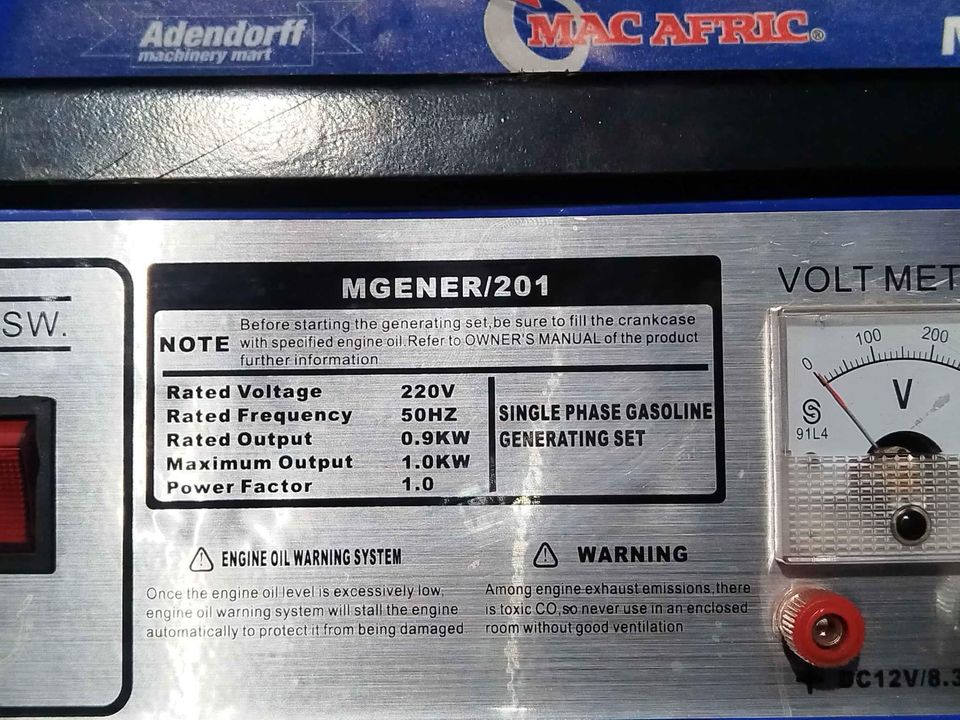 Adendorff
machinery mart
MAC AFRIC®
SW.
MGENER/201
NOTE Before starting the generating set,be sure to fill the crankcase
with specified engine oil.Refer to OWNER'S MANUAL of the product
further information
Rated Voltage 220V
Rated Frequency 50HZ
Rated Output 0.9KW
Maximum Output 1.0KW
Power Factor 1.0
SINGLE PHASE GASOLINE
GENERATING SET
VOLT MET
0 100 200
V
S
91L4
ENGINE OIL WARNING SYSTEM
Once the engine oil level is excessively low,
engine oil warning system will stall the engine
automatically to protect it from being damaged
WARNING
Among engine exhaust emissions,there
is toxic CO,so never use in an enclosed
room without good ventilation
+ DC12V/8.3